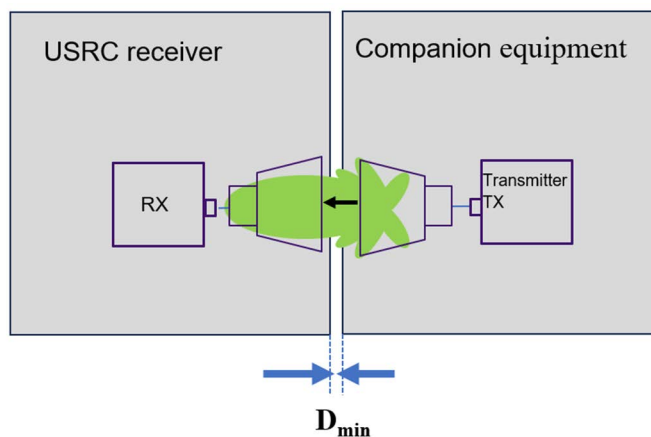 USRC receiver
Companion equipment
RX
Transmitter
TX
Dmin